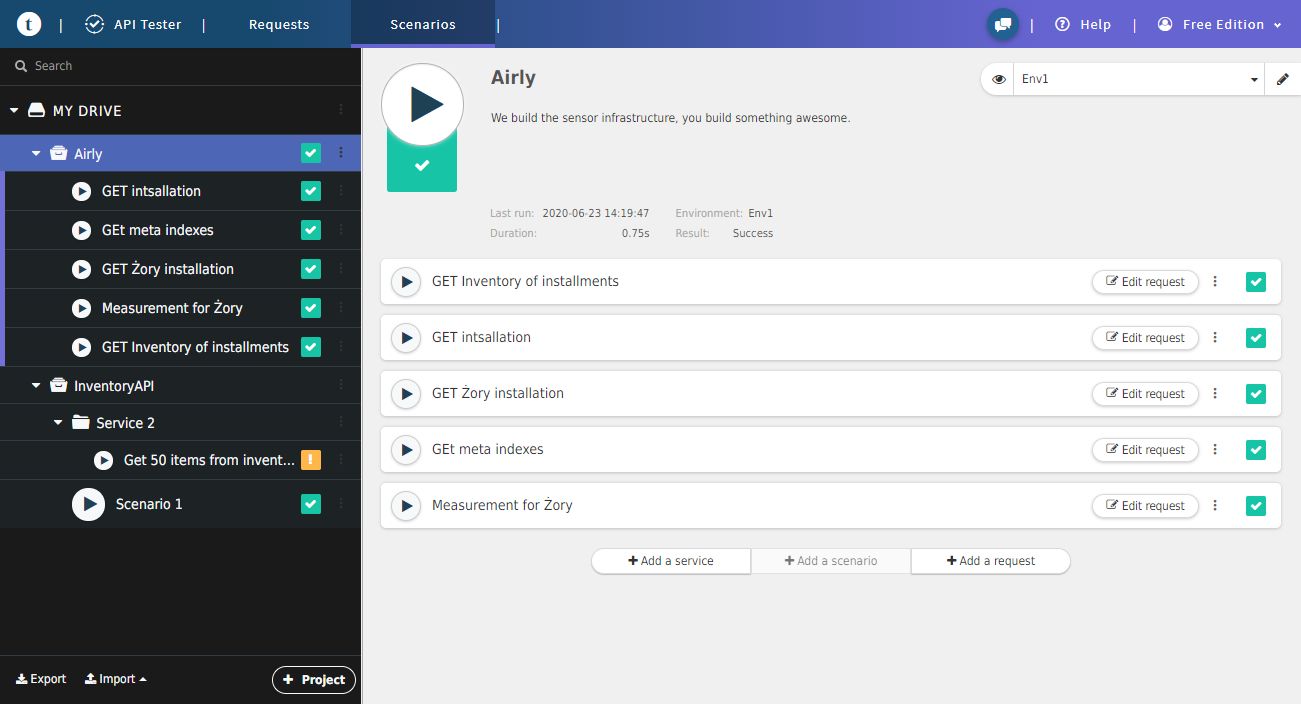 t | API Tester | Requests Scenarios | | Help | Free Edition
Search
MY DRIVE
Airly
GET intsallation
GEt meta indexes
GET Żory installation
Measurement for Żory
GET Inventory of installments
InventoryAPI
Service 2
Get 50 items from invent... !
Scenario 1
Export Import + Project
Airly
Env1
We build the sensor infrastructure, you build something awesome.
Last run: 2020-06-23 14:19:47 Environment: Env1
Duration: 0.75s Result: Success
GET Inventory of installments Edit request
GET intsallation Edit request
GET Żory installation Edit request
GEt meta indexes Edit request
Measurement for Żory Edit request
+ Add a service + Add a scenario + Add a request